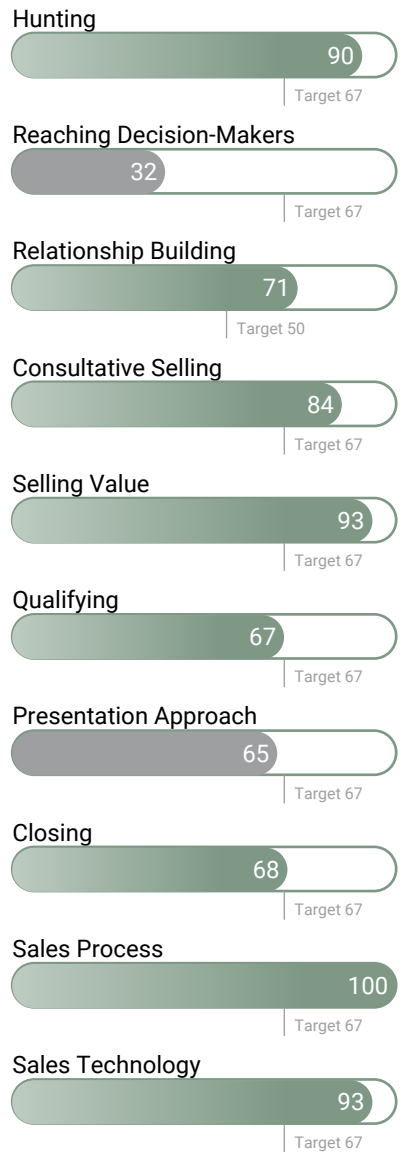 Hunting
90
Target 67
Reaching Decision-Makers
32
Target 67
Relationship Building
71
Target 50
Consultative Selling
84
Target 67
Selling Value
93
Target 67
Qualifying
67
Target 67
Presentation Approach
65
Target 67
Closing
68
Target 67
Sales Process
100
Target 67
Sales Technology
93
Target 67